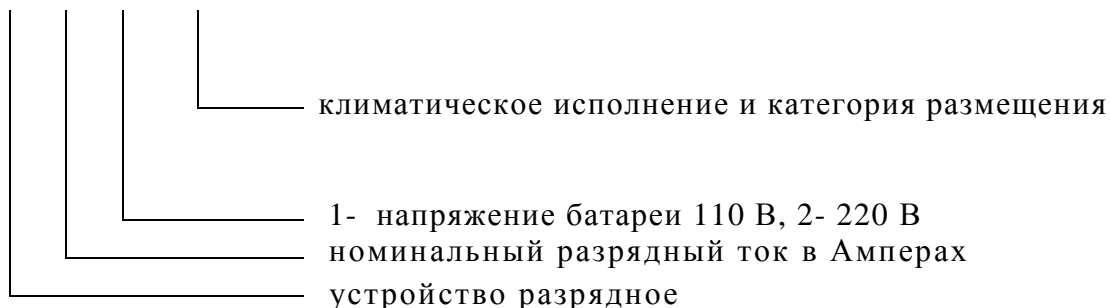 климатическое исполнение и категория размещения
1- напряжение батареи 110 В, 2- 220 В
номинальный разрядный ток в Амперах
устройство разрядное